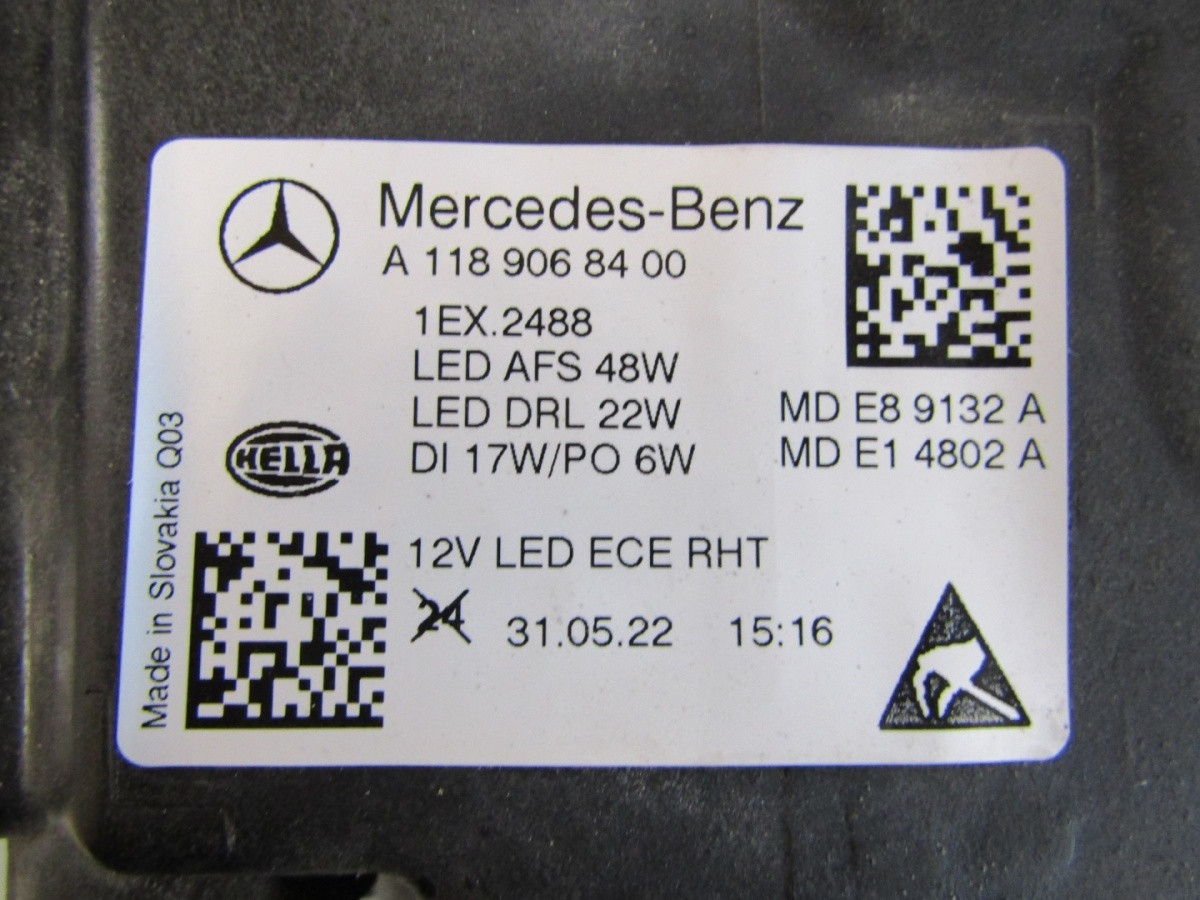 Mercedes-Benz
A 118 906 84 00
1EX.2488
LED AFS 48W
LED DRL 22W
DI 17W/PO 6W
MD E8 9132 A
MD E1 4802 A
HELLA
Made in Slovakia Q03
12V LED ECE RHT
24 31.05.22 15:16